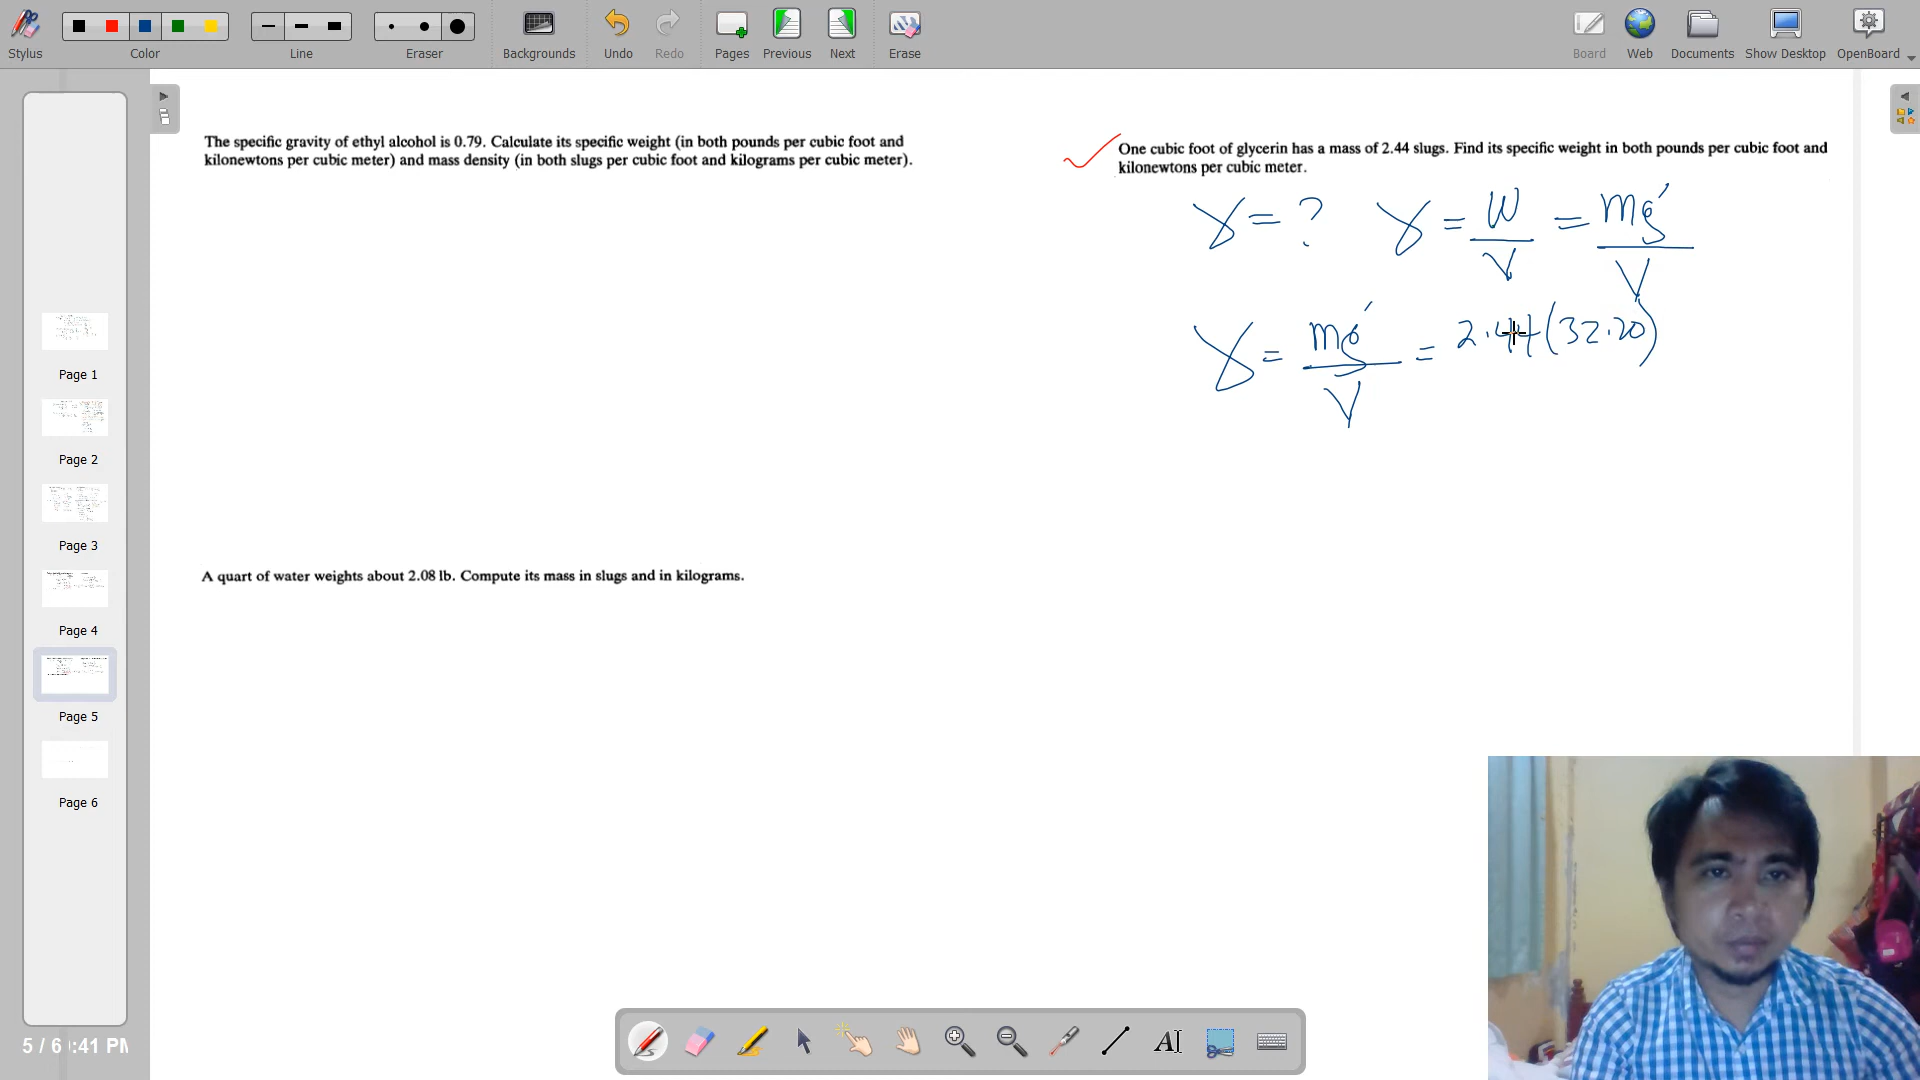 Stylus
Color
Line
Eraser
Backgrounds
Undo
Redo
Pages
Previous
Next
Erase
Board
Web
Documents
Show Desktop
OpenBoard
Page 1
Page 2
Page 3
Page 4
Page 5
Page 6
5 / 6
:41 PM
The specific gravity of ethyl alcohol is 0.79. Calculate its specific weight (in both pounds per cubic foot and
kilonewtons per cubic meter) and mass density (in both slugs per cubic foot and kilograms per cubic meter).
A quart of water weights about 2.08 lb. Compute its mass in slugs and in kilograms.
One cubic foot of glycerin has a mass of 2.44 slugs. Find its specific weight in both pounds per cubic foot and
kilonewtons per cubic meter.
γ = ? γ = W/V = mg/V
γ = mg/V = 2.44(32.20)
AI